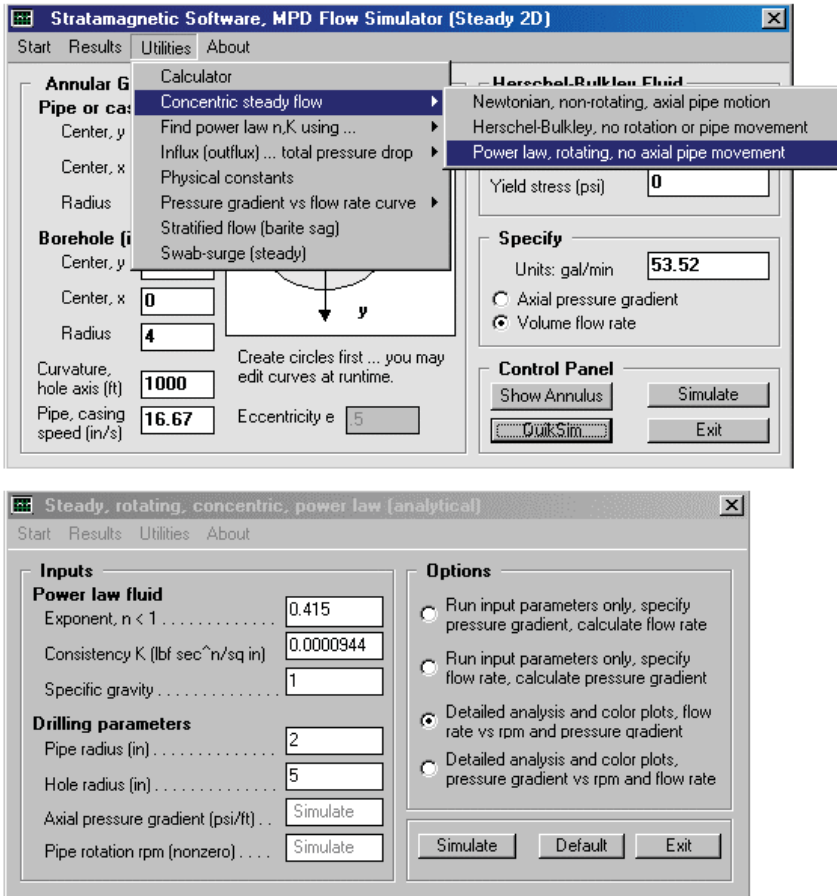 Stratamagnetic Software, MPD Flow Simulator (Steady 2D)
Start Results Utilities About
Calculator
Concentric steady flow
Find power law n,K using ...
Influx (outflux) ... total pressure drop
Physical constants
Pressure gradient vs flow rate curve
Stratified flow (barite sag)
Swab-surge (steady)
Newtonian, non-rotating, axial pipe motion
Herschel-Bulkley, no rotation or pipe movement
Power law, rotating, no axial pipe movement
Annular G
Pipe or cas
Center, y
Center, x
Radius
Borehole (i
Center, y
Center, x 0
Radius 4
Curvature,
hole axis (ft) 1000
Pipe, casing
speed (in/s) 16.67
y
Create circles first ... you may
edit curves at runtime.
Eccentricity e .5
Herschel-Bulkley Fluid
Yield stress (psi) 0
Specify
Units: gal/min 53.52
Axial pressure gradient
Volume flow rate
Control Panel
Show Annulus Simulate
QuikSim Exit
Steady, rotating, concentric, power law (analytical)
Start Results Utilities About
Inputs
Power law fluid
Exponent, n < 1 . . . . . . . . . . . . . 0.415
Consistency K (lbf sec^n/sq in) 0.0000944
Specific gravity . . . . . . . . . . . . . . 1
Drilling parameters
Pipe radius (in) . . . . . . . . . . . . . . 2
Hole radius (in) . . . . . . . . . . . . . . 5
Axial pressure gradient (psi/ft) . . Simulate
Pipe rotation rpm (nonzero) . . . . Simulate
Options
Run input parameters only, specify
pressure gradient, calculate flow rate
Run input parameters only, specify
flow rate, calculate pressure gradient
Detailed analysis and color plots, flow
rate vs rpm and pressure gradient
Detailed analysis and color plots,
pressure gradient vs rpm and flow rate
Simulate Default Exit